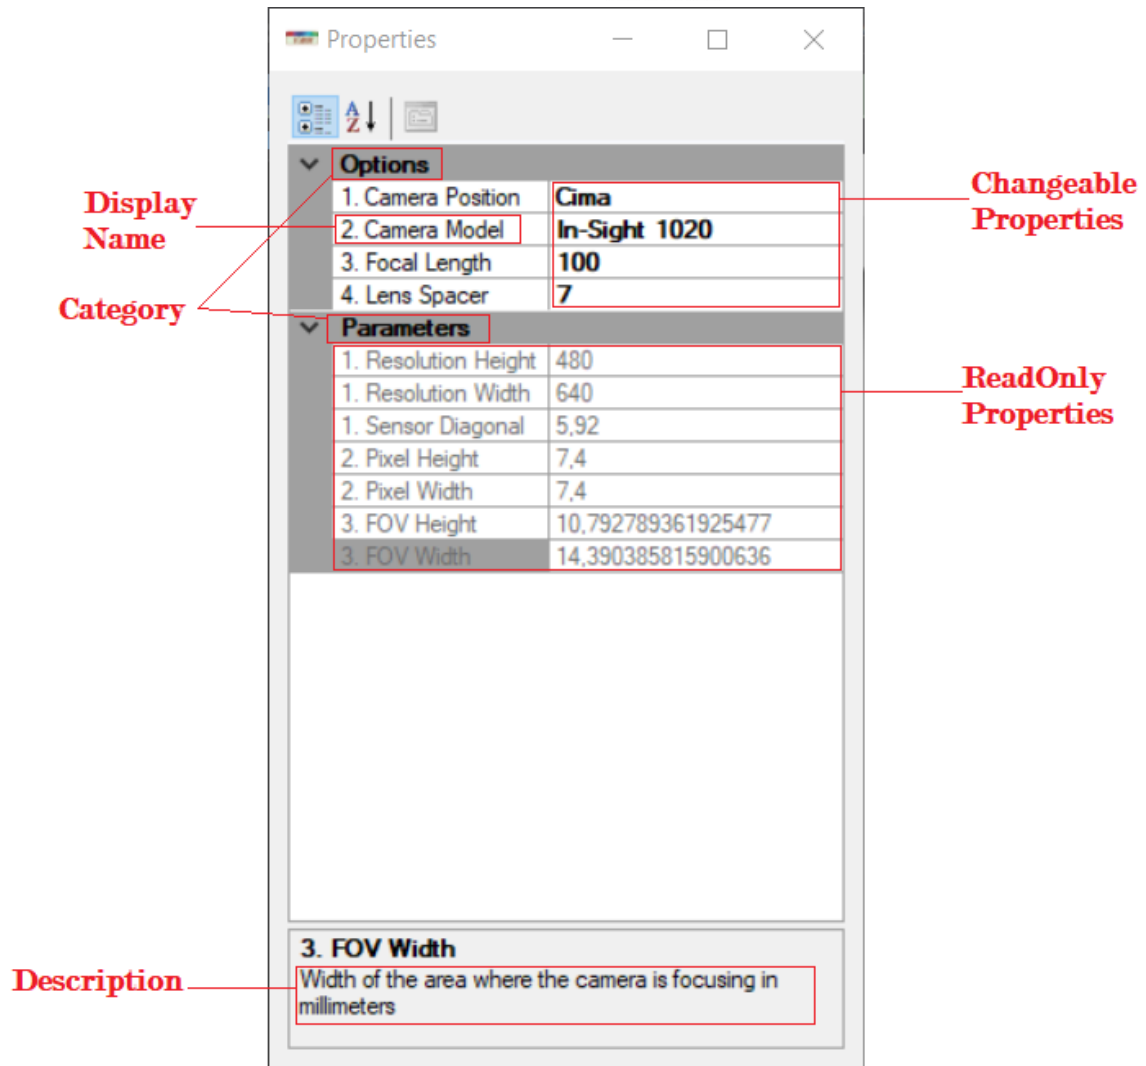 Properties
Options
1. Camera Position Cima
2. Camera Model In-Sight 1020
3. Focal Length 100
4. Lens Spacer 7
Parameters
1. Resolution Height 480
1. Resolution Width 640
1. Sensor Diagonal 5,92
2. Pixel Height 7,4
2. Pixel Width 7,4
3. FOV Height 10,792789361925477
3. FOV Width 14,390385815900636
3. FOV Width
Width of the area where the camera is focusing in
millimeters
Display
Name
Category
Description
Changeable
Properties
ReadOnly
Properties